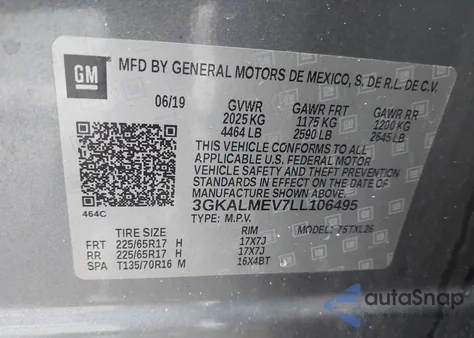 GM
MFD BY GENERAL MOTORS DE MEXICO, S. DE R.L. DE C.V.
06/19 GVWR GAWR FRT GAWR RR
2025 KG 1175 KG 1200 KG
4464 LB 2590 LB 2645 LB
THIS VEHICLE CONFORMS TO ALL
APPLICABLE U.S. FEDERAL MOTOR
VEHICLE SAFETY AND THEFT PREVENTION
STANDARDS IN EFFECT ON THE DATE OF
MANUFACTURE SHOWN ABOVE.
464C
3GKALMEV7LL106495
TYPE: M.P.V. MODEL: 75TXL26
TIRE SIZE RIM
FRT 225/65R17 H 17X7J
RR 225/65R17 H 17X7J
SPA T135/70R16 M 16X4BT
autoSnap